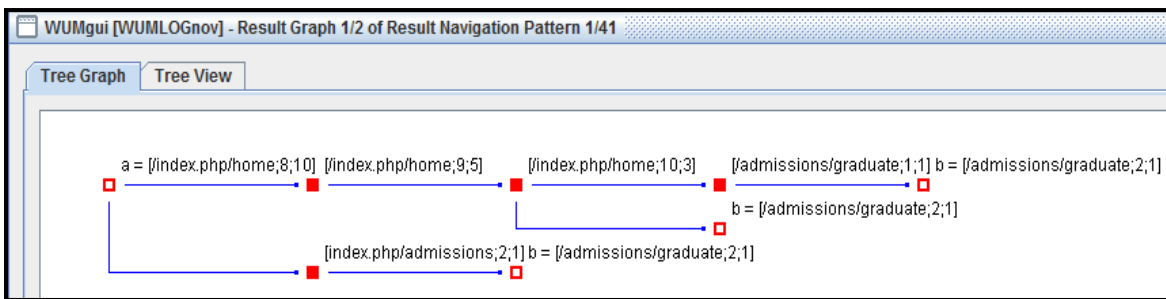 WUMgui [WUMLOGnov] - Result Graph 1/2 of Result Navigation Pattern 1/41
Tree Graph Tree View
a = [/index.php/home;8;10] [/index.php/home;9;5] [/index.php/home;10;3] [/admissions/graduate;1;1] b = [/admissions/graduate;2;1]
b = [/admissions/graduate;2;1]
[index.php/admissions;2;1] b = [/admissions/graduate;2;1]